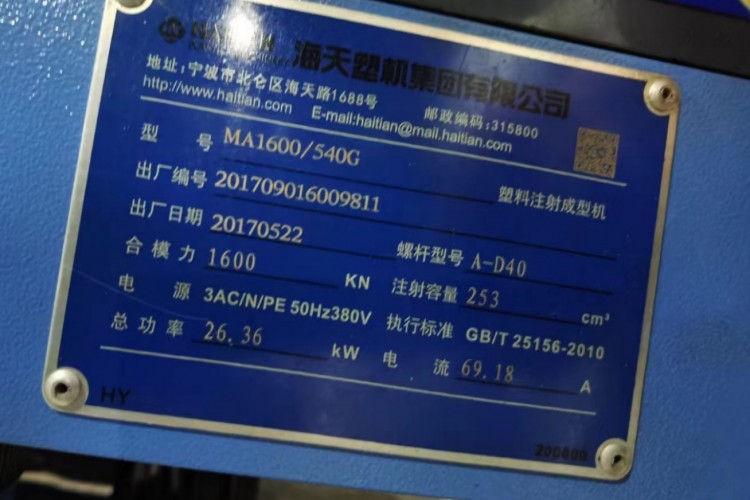 海天塑机集团有限公司
地址:宁波市北仑区海天路1688号 邮政编码:315800
http://www.haitian.com E-mail:haitian@mail.haitian.com
型 号 MA1600/540G 塑料注射成型机
出厂编号 201709016009811
出厂日期 20170522 螺杆型号 A-D40
合模力 1600 KN 注射容量 253 cm³
电 源 3AC/N/PE 50Hz380V 执行标准 GB/T 25156-2010
总功率 26.36 kW 电 流 69.18 A
HY 200800